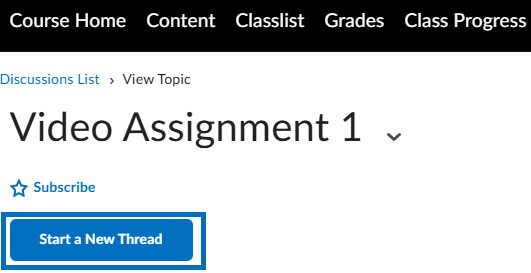 Course Home Content Classlist Grades Class Progress
Discussions List › View Topic
Video Assignment 1
Subscribe
Start a New Thread